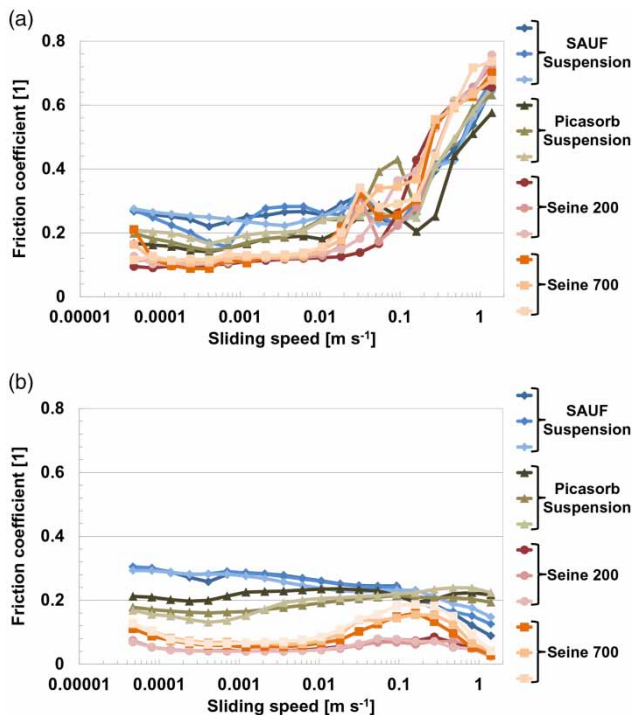 (a)
0.8
0.6
0.4
0.2
0
Friction coefficient [1]
0.00001 0.0001 0.001 0.01 0.1 1
Sliding speed [m s-1]
SAUF
Suspension
Picasorb
Suspension
Seine 200
Seine 700
(b)
0.8
0.6
0.4
0.2
0
Friction coefficient [1]
0.00001 0.0001 0.001 0.01 0.1 1
Sliding speed [m s-1]
SAUF
Suspension
Picasorb
Suspension
Seine 200
Seine 700